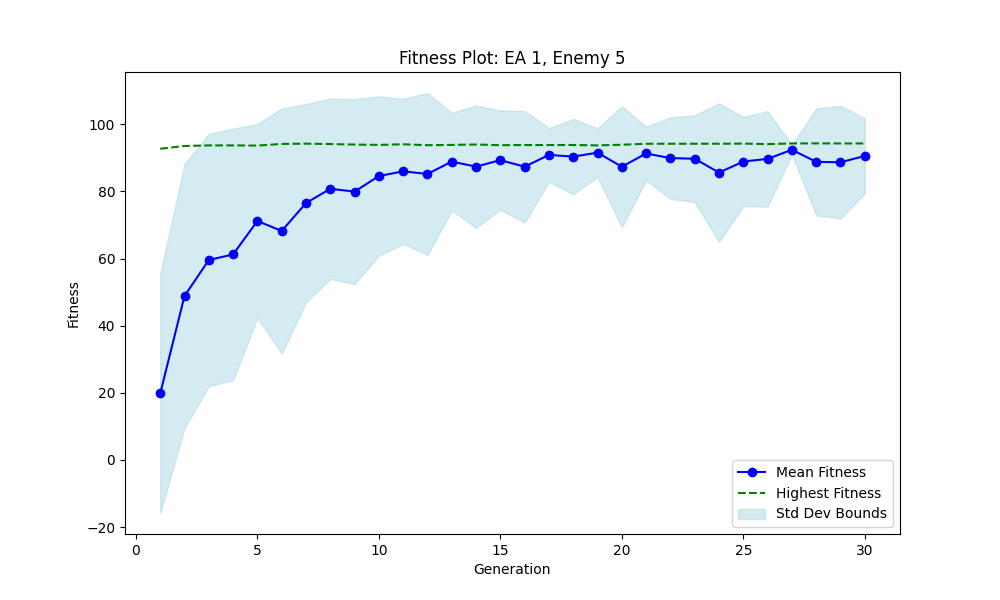 Fitness Plot: EA 1, Enemy 5
Fitness
100
80
60
40
20
0
−20
0 5 10 15 20 25 30
Generation
Mean Fitness
Highest Fitness
Std Dev Bounds